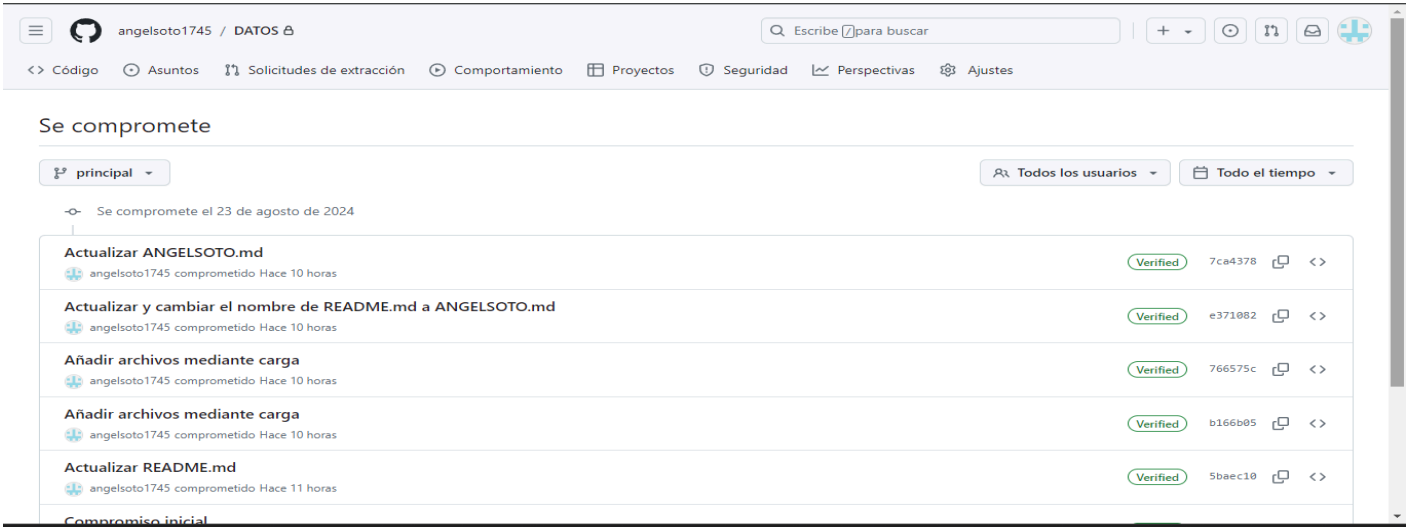 angelsoto1745 / DATOS
Escribe / para buscar
Código Asuntos Solicitudes de extracción Comportamiento Proyectos Seguridad Perspectivas Ajustes
Se compromete
principal
Todos los usuarios Todo el tiempo
Se compromete el 23 de agosto de 2024
Actualizar ANGELSOTO.md
angelsoto1745 comprometido Hace 10 horas
Verified 7ca4378
Actualizar y cambiar el nombre de README.md a ANGELSOTO.md
angelsoto1745 comprometido Hace 10 horas
Verified e371082
Añadir archivos mediante carga
angelsoto1745 comprometido Hace 10 horas
Verified 766575c
Añadir archivos mediante carga
angelsoto1745 comprometido Hace 10 horas
Verified b166b05
Actualizar README.md
angelsoto1745 comprometido Hace 11 horas
Verified 5baec10
Compromiso inicial